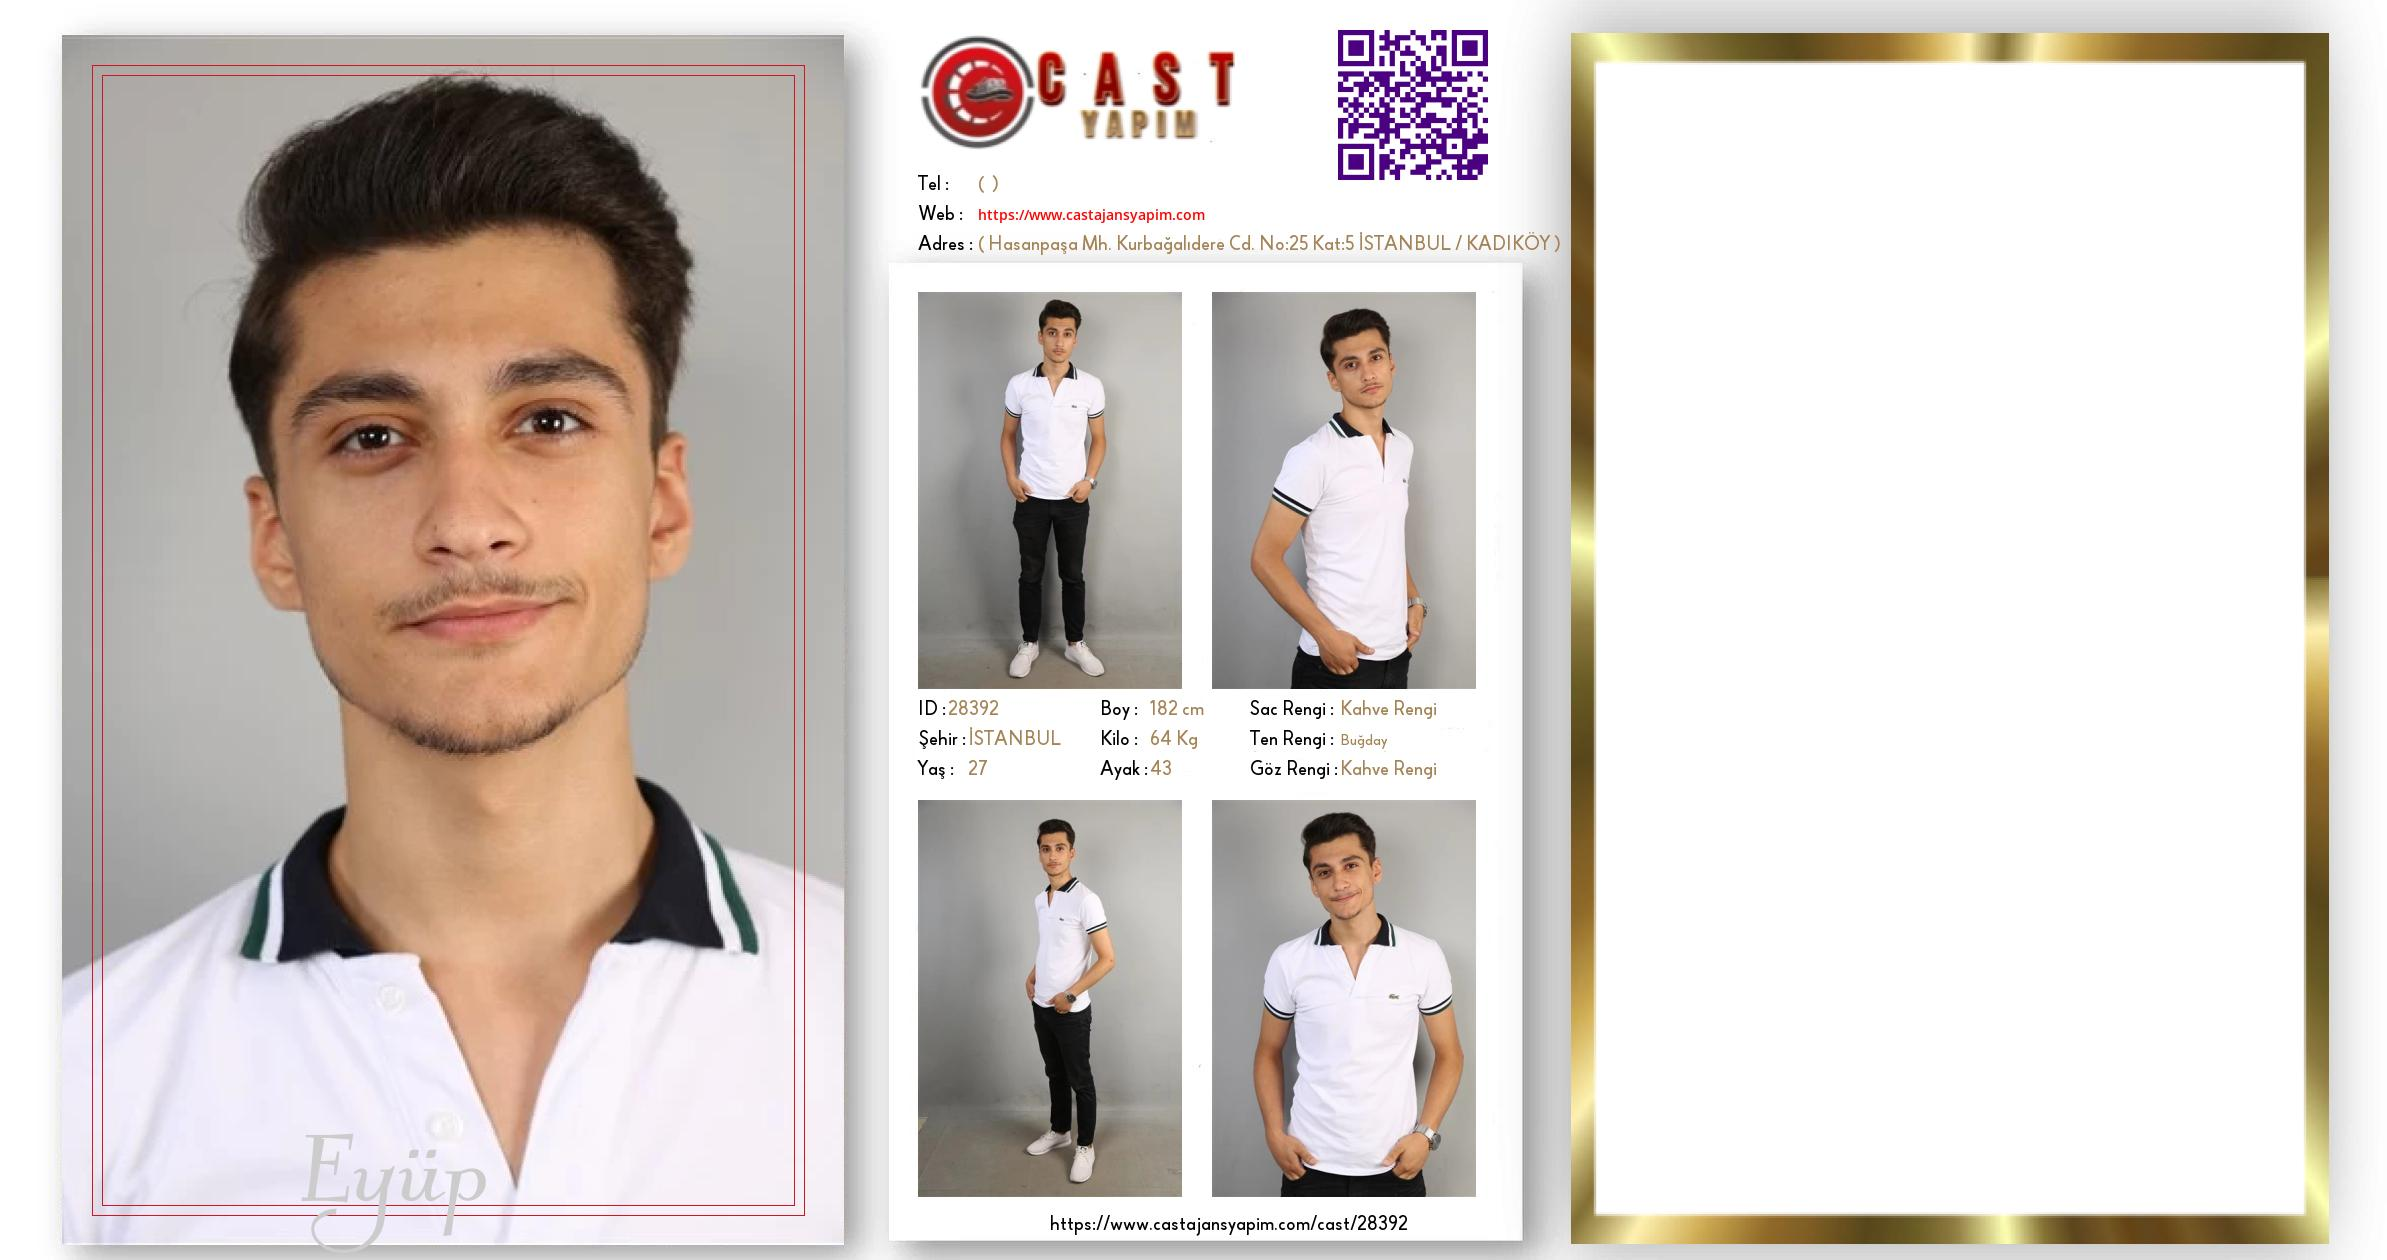 Eyüp
CAST
YAPIM
Tel : ( )
Web : https://www.castajansyapim.com
Adres : ( Hasanpaşa Mh. Kurbağalıdere Cd. No:25 Kat:5 İSTANBUL / KADIKÖY )
ID : 28392 Boy : 182 cm Sac Rengi : Kahve Rengi
Şehir : İSTANBUL Kilo : 64 Kg Ten Rengi : Buğday
Yaş : 27 Ayak : 43 Göz Rengi : Kahve Rengi
https://www.castajansyapim.com/cast/28392